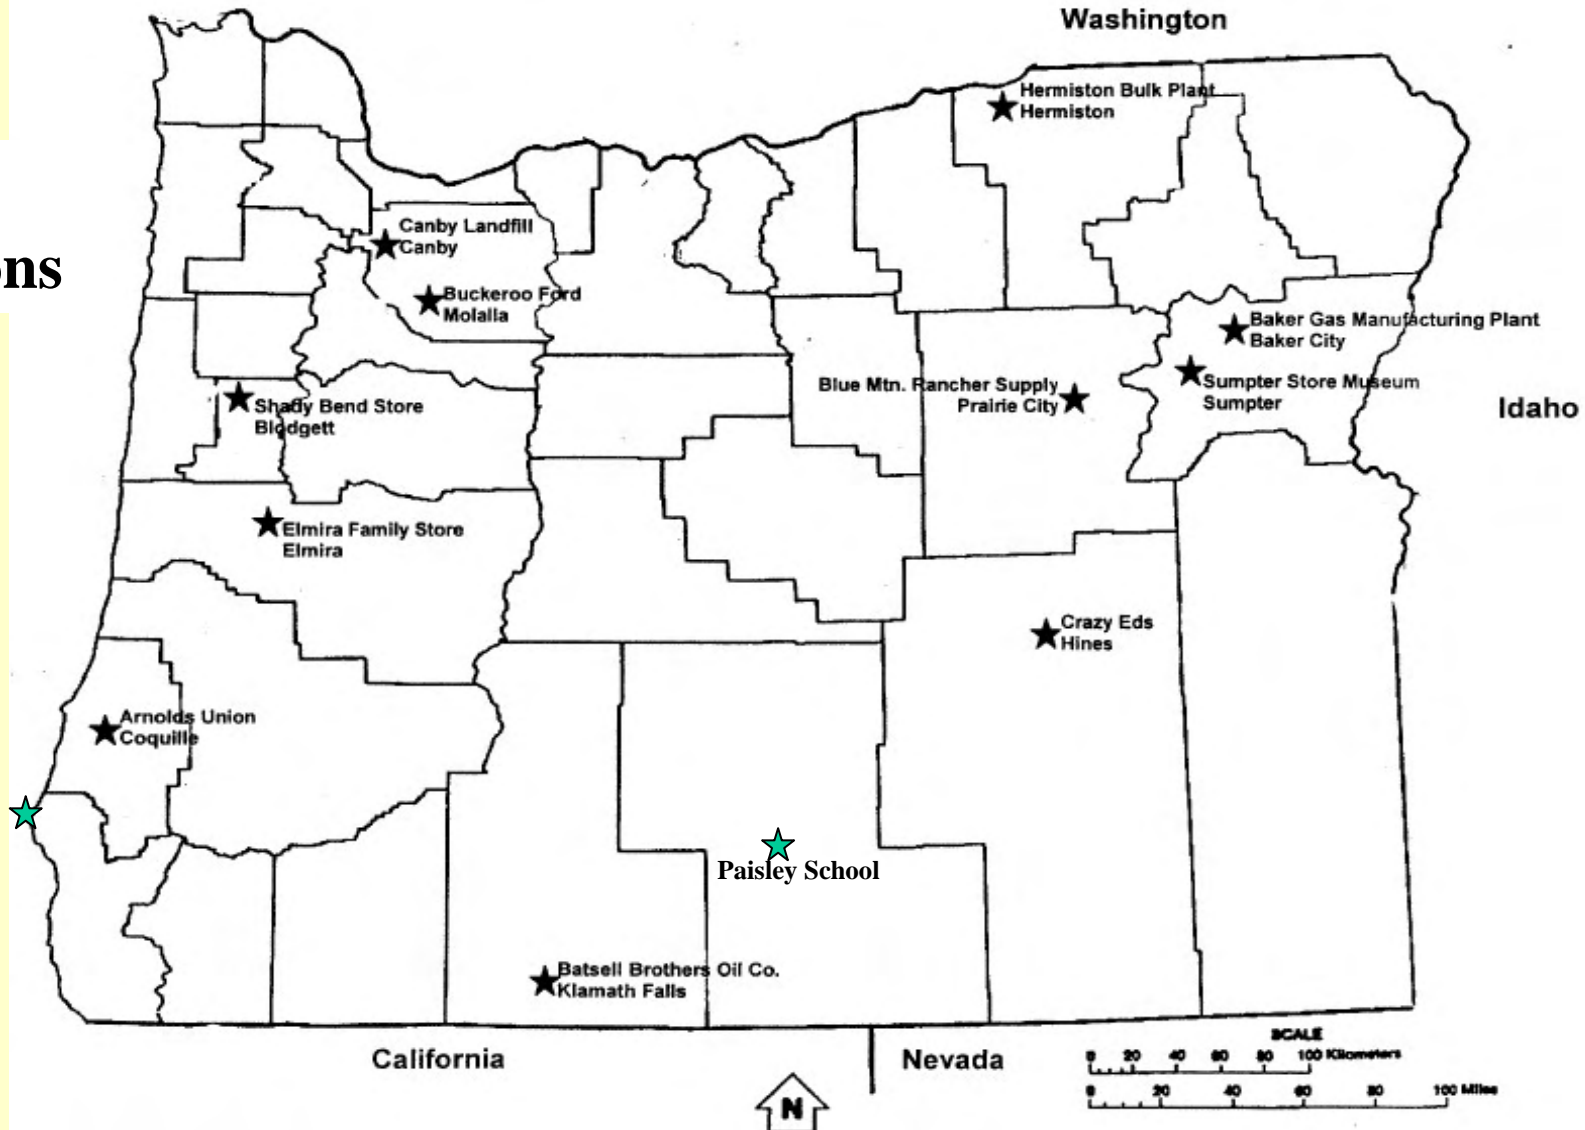 Washington
Hermiston Bulk Plant
Hermiston
Canby Landfill
Canby
ons
Buckeroo Ford
Molalla
Baker Gas Manufacturing Plant
Baker City
Blue Mtn. Rancher Supply
Prairie City
Sumpter Store Museum
Sumpter
Idaho
Shady Bend Store
Blodgett
Elmira Family Store
Elmira
Crazy Eds
Hines
Arnolds Union
Coquille
Paisley School
Batsell Brothers Oil Co.
Klamath Falls
California
Nevada
SCALE
0 20 40 60 80 100 Kilometers
0 20 40 60 80 100 Miles
N